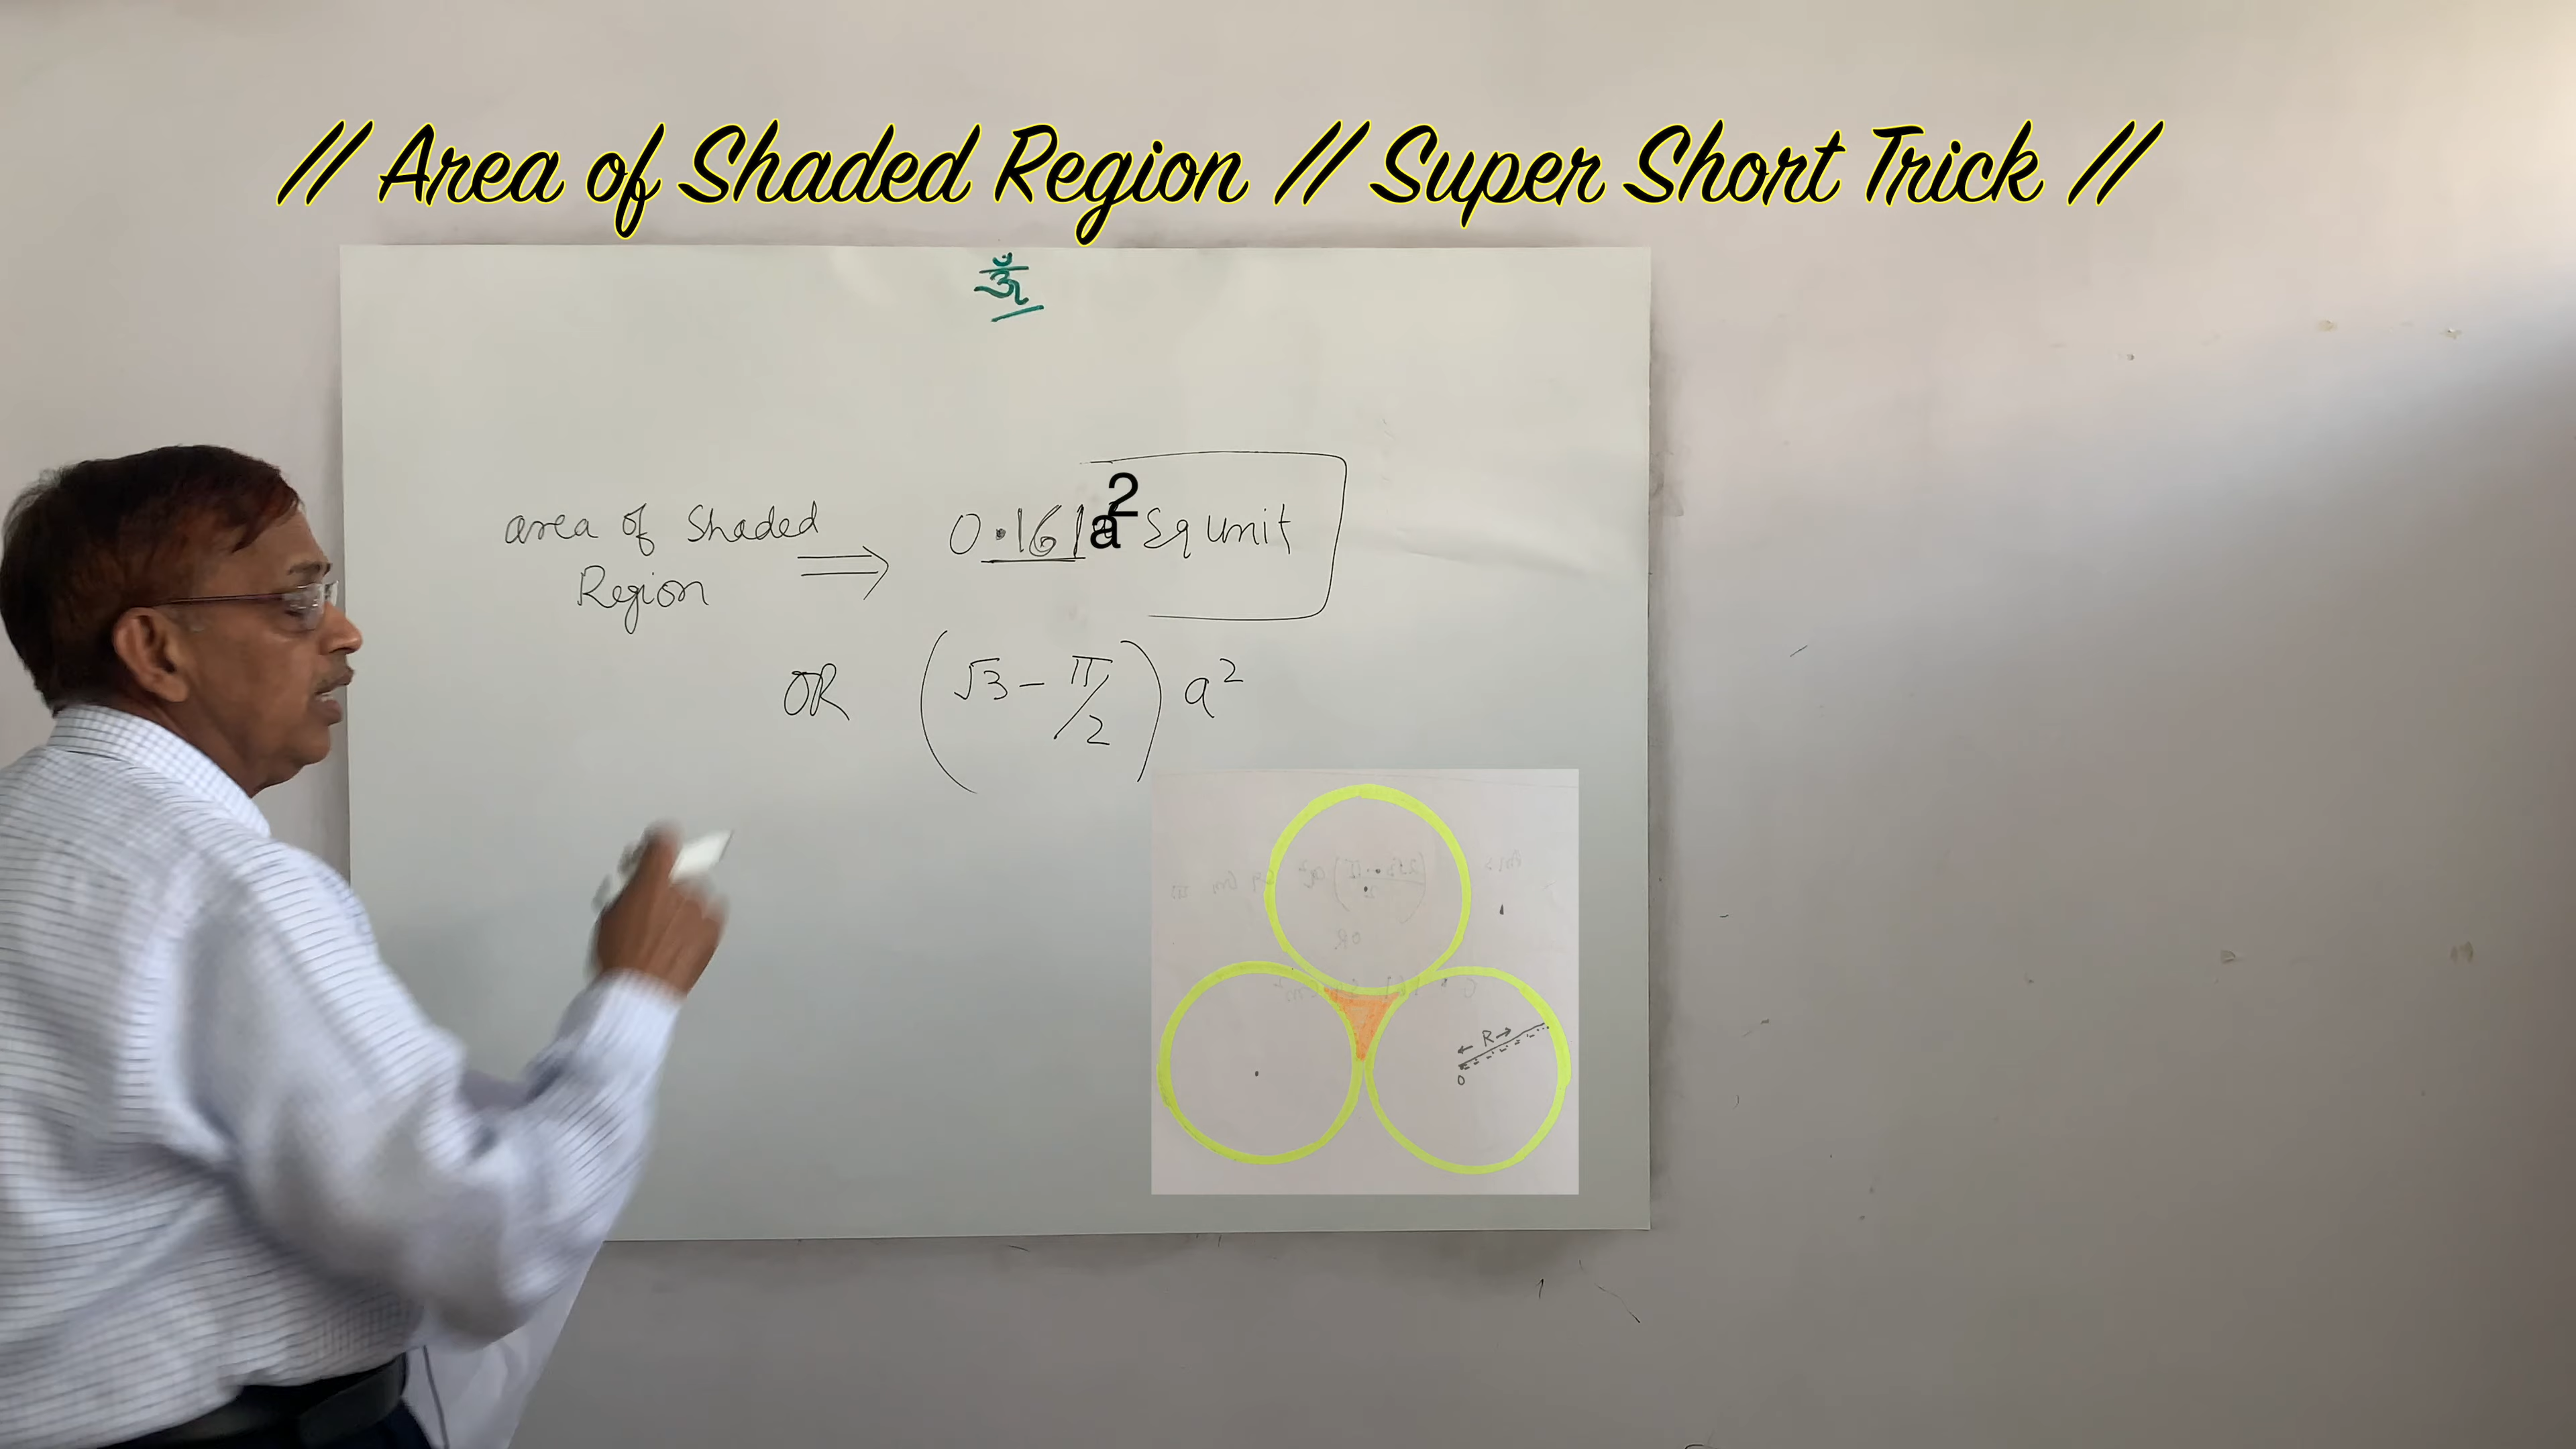 // Area of Shaded Region // Super Short Trick //
ॐ
area of Shaded
Region ⟹ 0.161a² Sq unit
OR (√3 - π/2) a²
← R →
O